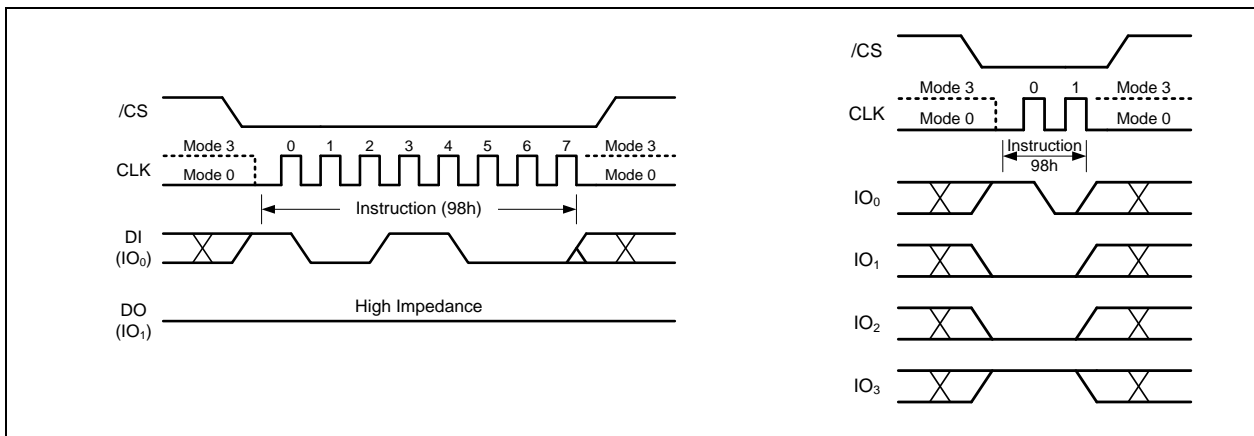 /CS
Mode 3
0 1 2 3 4 5 6 7
Mode 3
CLK
Mode 0
Mode 0
Instruction (98h)
DI
(IO0)
High Impedance
DO
(IO1)
/CS
Mode 3
0 1
Mode 3
CLK
Mode 0
Mode 0
Instruction
98h
IO0
IO1
IO2
IO3